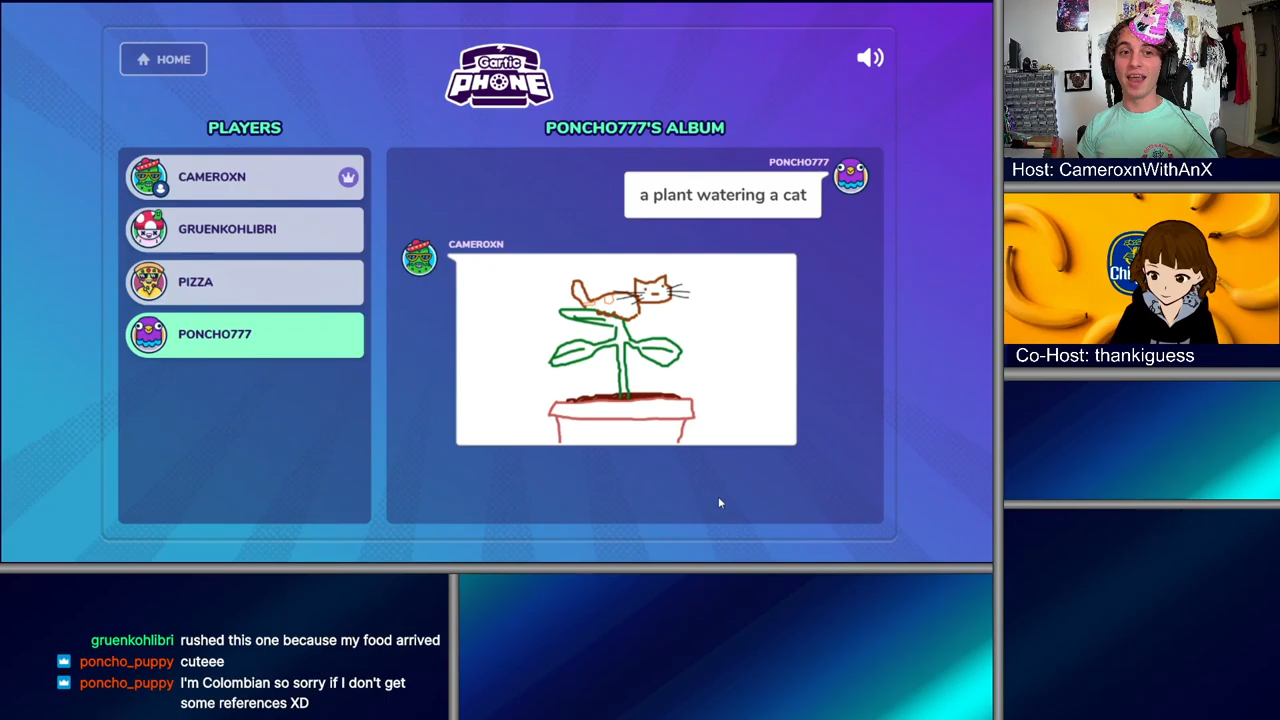 HOME
Gartic
PHONE
PLAYERS
PONCHO777'S ALBUM
CAMEROXN
GRUENKOHLIBRI
PIZZA
PONCHO777
PONCHO777
a plant watering a cat
CAMEROXN
Host: CameroxnWithAnX
Chi
Co-Host: thankiguess
gruenkohlibri rushed this one because my food arrived
poncho_puppy cuteee
poncho_puppy I'm Colombian so sorry if I don't get
some references XD